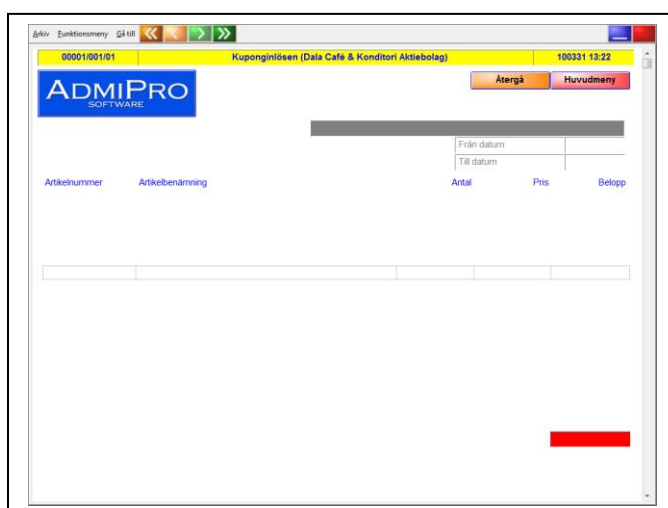 Arkiv Funktionsmeny Gå till
00001/001/01 Kuponginlösen (Dala Café & Konditori Aktiebolag) 100331 13:22
Återgå Huvudmeny
ADMIPRO
SOFTWARE
Från datum
Till datum
Artikelnummer Artikelbenämning Antal Pris Belopp